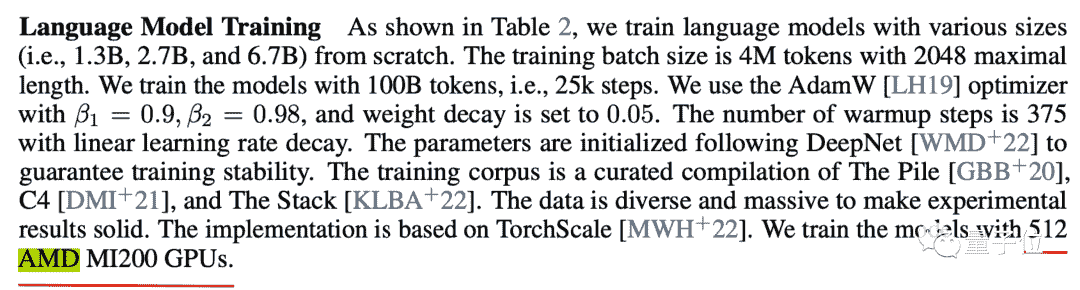 Language Model Training As shown in Table 2, we train language models with various sizes
(i.e., 1.3B, 2.7B, and 6.7B) from scratch. The training batch size is 4M tokens with 2048 maximal
length. We train the models with 100B tokens, i.e., 25k steps. We use the AdamW [LH19] optimizer
with β₁ = 0.9, β₂ = 0.98, and weight decay is set to 0.05. The number of warmup steps is 375
with linear learning rate decay. The parameters are initialized following DeepNet [WMD⁺22] to
guarantee training stability. The training corpus is a curated compilation of The Pile [GBB⁺20],
C4 [DMI⁺21], and The Stack [KLBA⁺22]. The data is diverse and massive to make experimental
results solid. The implementation is based on TorchScale [MWH⁺22]. We train the models with 512
AMD MI200 GPUs.
量子位